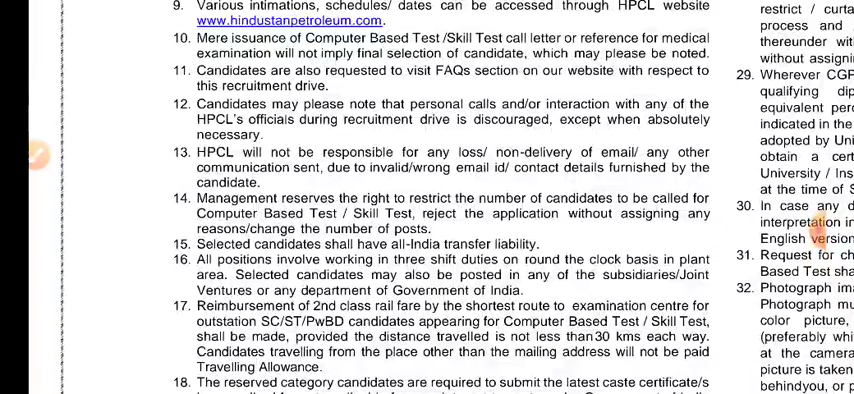 9. Various intimations, schedules/ dates can be accessed through HPCL website
www.hindustanpetroleum.com.
10. Mere issuance of Computer Based Test /Skill Test call letter or reference for medical
examination will not imply final selection of candidate, which may please be noted.
11. Candidates are also requested to visit FAQs section on our website with respect to
this recruitment drive.
12. Candidates may please note that personal calls and/or interaction with any of the
HPCL's officials during recruitment drive is discouraged, except when absolutely
necessary.
13. HPCL will not be responsible for any loss/ non-delivery of email/ any other
communication sent, due to invalid/wrong email id/ contact details furnished by the
candidate.
14. Management reserves the right to restrict the number of candidates to be called for
Computer Based Test / Skill Test, reject the application without assigning any
reasons/change the number of posts.
15. Selected candidates shall have all-India transfer liability.
16. All positions involve working in three shift duties on round the clock basis in plant
area. Selected candidates may also be posted in any of the subsidiaries/Joint
Ventures or any department of Government of India.
17. Reimbursement of 2nd class rail fare by the shortest route to examination centre for
outstation SC/ST/PwBD candidates appearing for Computer Based Test / Skill Test,
shall be made, provided the distance travelled is not less than30 kms each way.
Candidates travelling from the place other than the mailing address will not be paid
Travelling Allowance.
18. The reserved category candidates are required to submit the latest caste certificate/s
restrict / curta
process and
thereunder wit
without assigni
29. Wherever CGP
qualifying dip
equivalent perc
indicated in the
adopted by Uni
obtain a cert
University / Ins
at the time of S
30. In case any d
interpretation in
English version
31. Request for ch
Based Test sha
32. Photograph ima
Photograph mu
color picture,
(preferably whi
at the camera
picture is taken
behindyou, or p